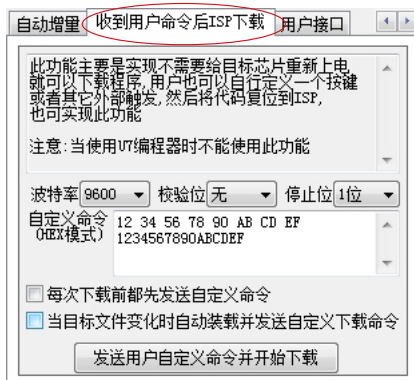 自动增量 收到用户命令后ISP下载 用户接口
此功能主要是实现不需要给目标芯片重新上电
就可以下载程序,用户也可以自行定义一个按键
或者其它外部触发,然后将代码复位到ISP,
也可实现此功能
注意:当使用U7编程器时不能使用此功能
波特率 9600 校验位 无 停止位 1位
自定义命令 12 34 56 78 90 AB CD EF
(HEX模式) 1234567890ABCDEF
每次下载前都先发送自定义命令
当目标文件变化时自动装载并发送自定义下载命令
发送用户自定义命令并开始下载